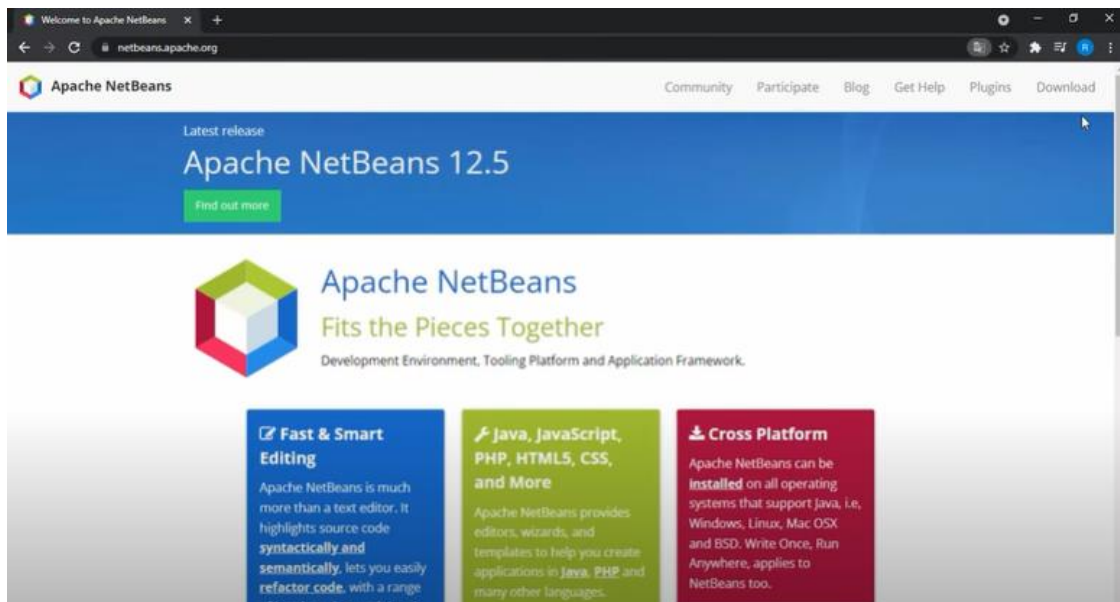 Welcome to Apache NetBeans
netbeans.apache.org
R
Apache NetBeans
Community Participate Blog Get Help Plugins Download
Latest release
Apache NetBeans 12.5
Find out more
Apache NetBeans
Fits the Pieces Together
Development Environment, Tooling Platform and Application Framework.
Fast & Smart
Editing
Apache NetBeans is much
more than a text editor. It
highlights source code
syntactically and
semantically, lets you easily
refactor code, with a range
Java, JavaScript,
PHP, HTML5, CSS,
and More
Apache NetBeans provides
editors, wizards, and
templates to help you create
applications in Java, PHP and
many other languages.
Cross Platform
Apache NetBeans can be
installed on all operating
systems that support Java, i.e,
Windows, Linux, Mac OSX
and BSD. Write Once, Run
Anywhere, applies to
NetBeans too.